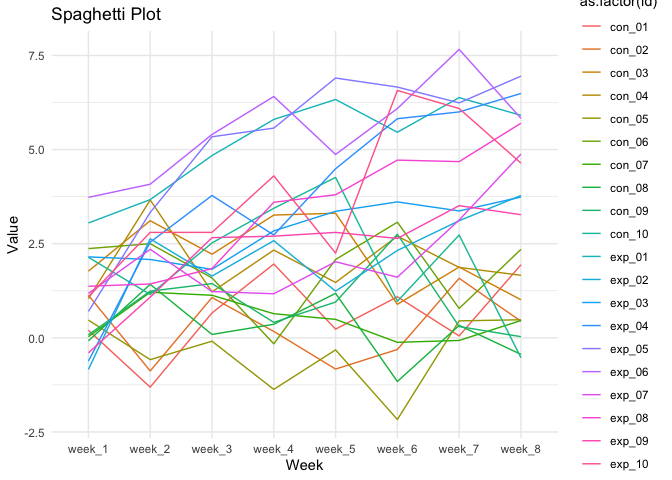 Spaghetti Plot
as.factor(id)
7.5
5.0
2.5
0.0
-2.5
Value
week_1
week_2
week_3
week_4
week_5
week_6
week_7
week_8
Week
con_01
con_02
con_03
con_04
con_05
con_06
con_07
con_08
con_09
con_10
exp_01
exp_02
exp_03
exp_04
exp_05
exp_06
exp_07
exp_08
exp_09
exp_10